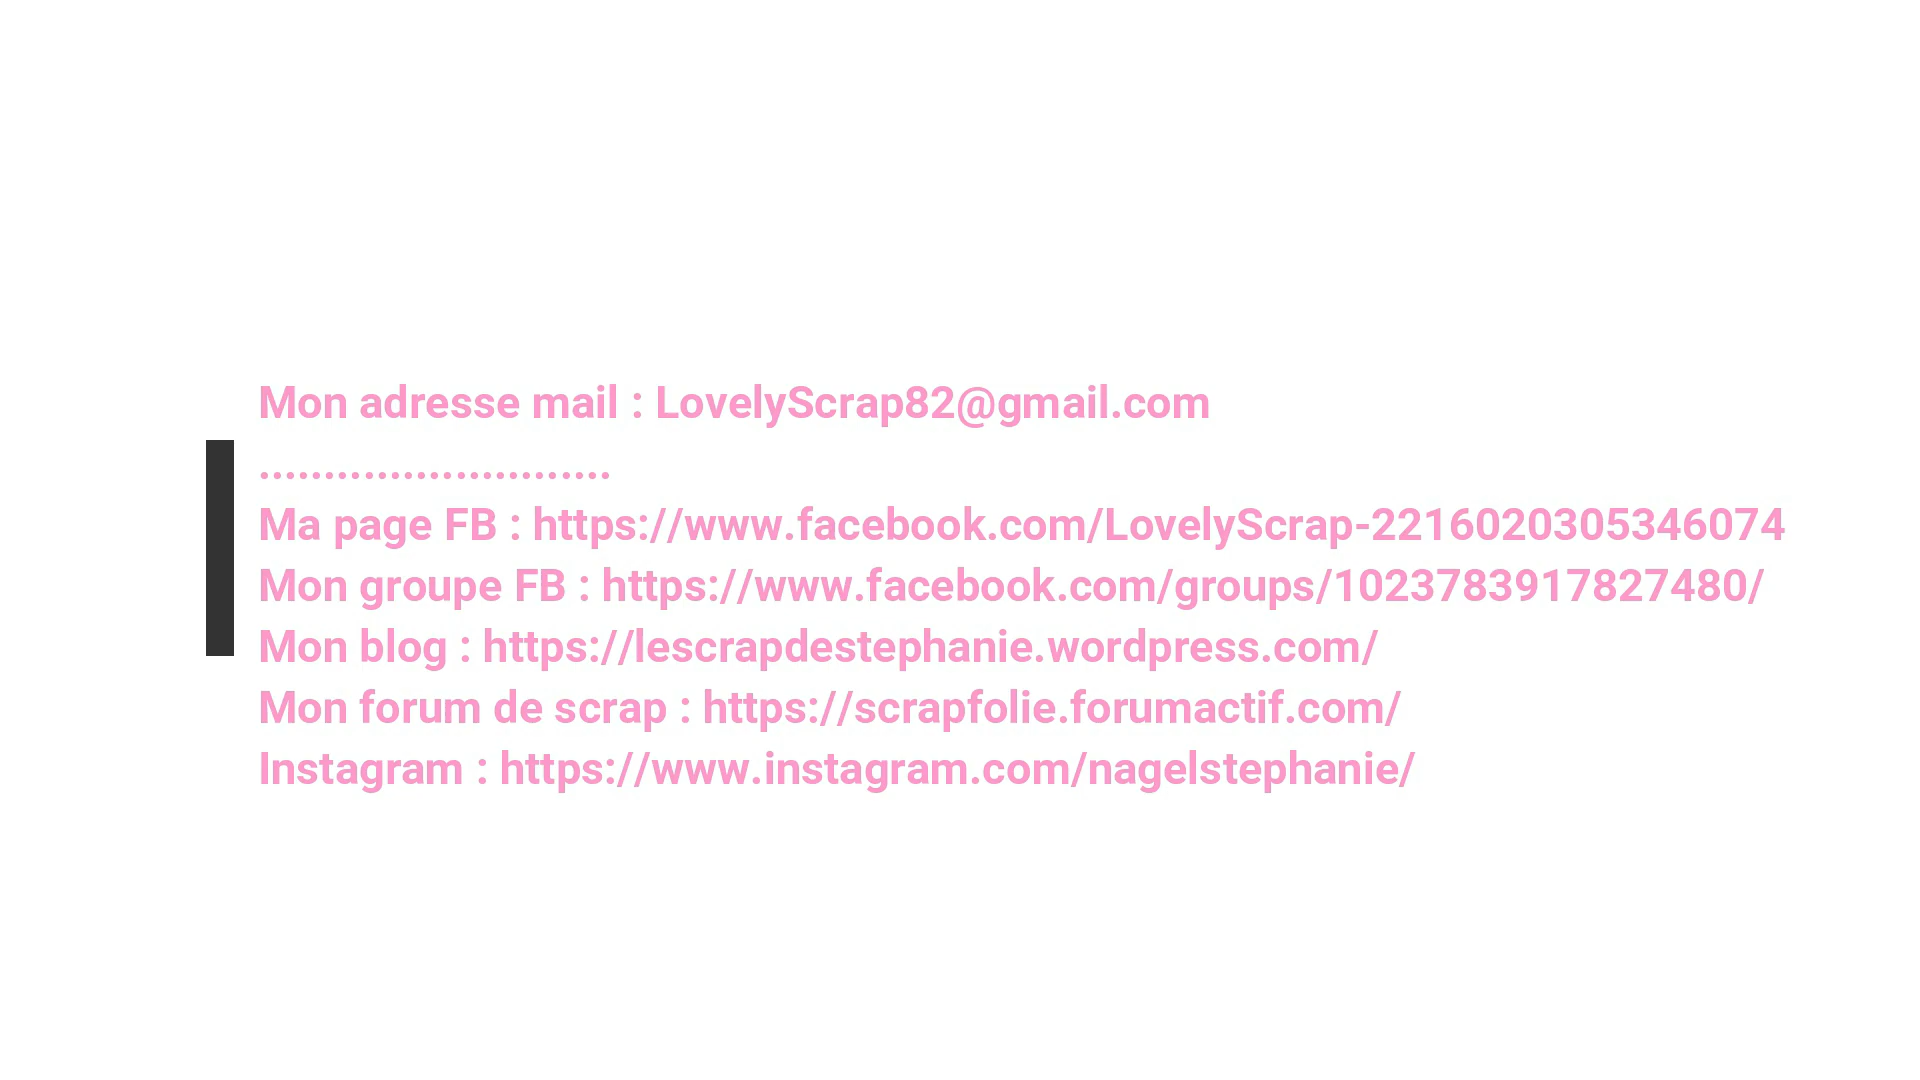 Mon adresse mail : LovelyScrap82@gmail.com
...........................
Ma page FB : https://www.facebook.com/LovelyScrap-2216020305346074
Mon groupe FB : https://www.facebook.com/groups/1023783917827480/
Mon blog : https://lescrapdestephanie.wordpress.com/
Mon forum de scrap : https://scrapfolie.forumactif.com/
Instagram : https://www.instagram.com/nagelstephanie/